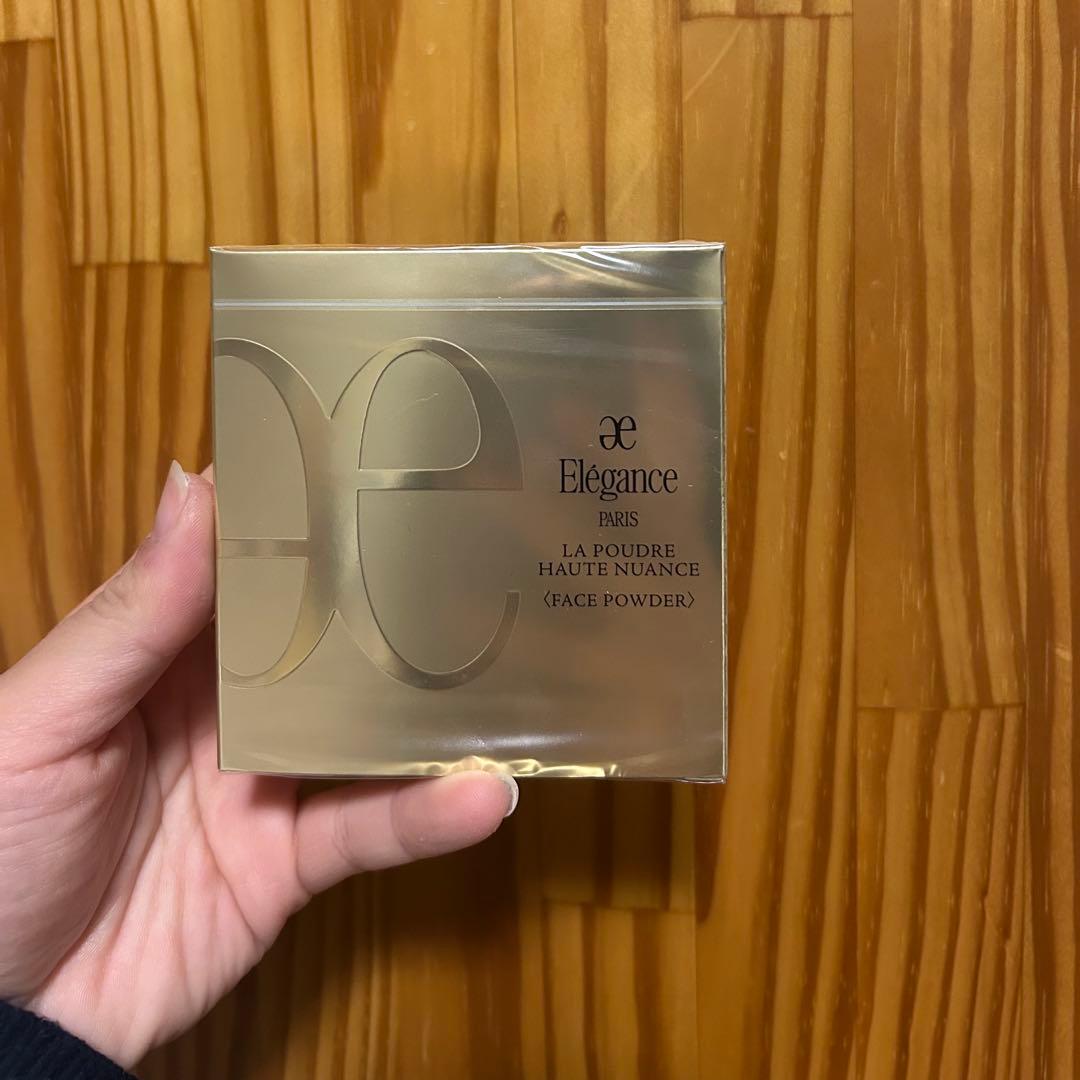 æ
Elégance
PARIS
LA POUDRE
HAUTE NUANCE
〈FACE POWDER〉